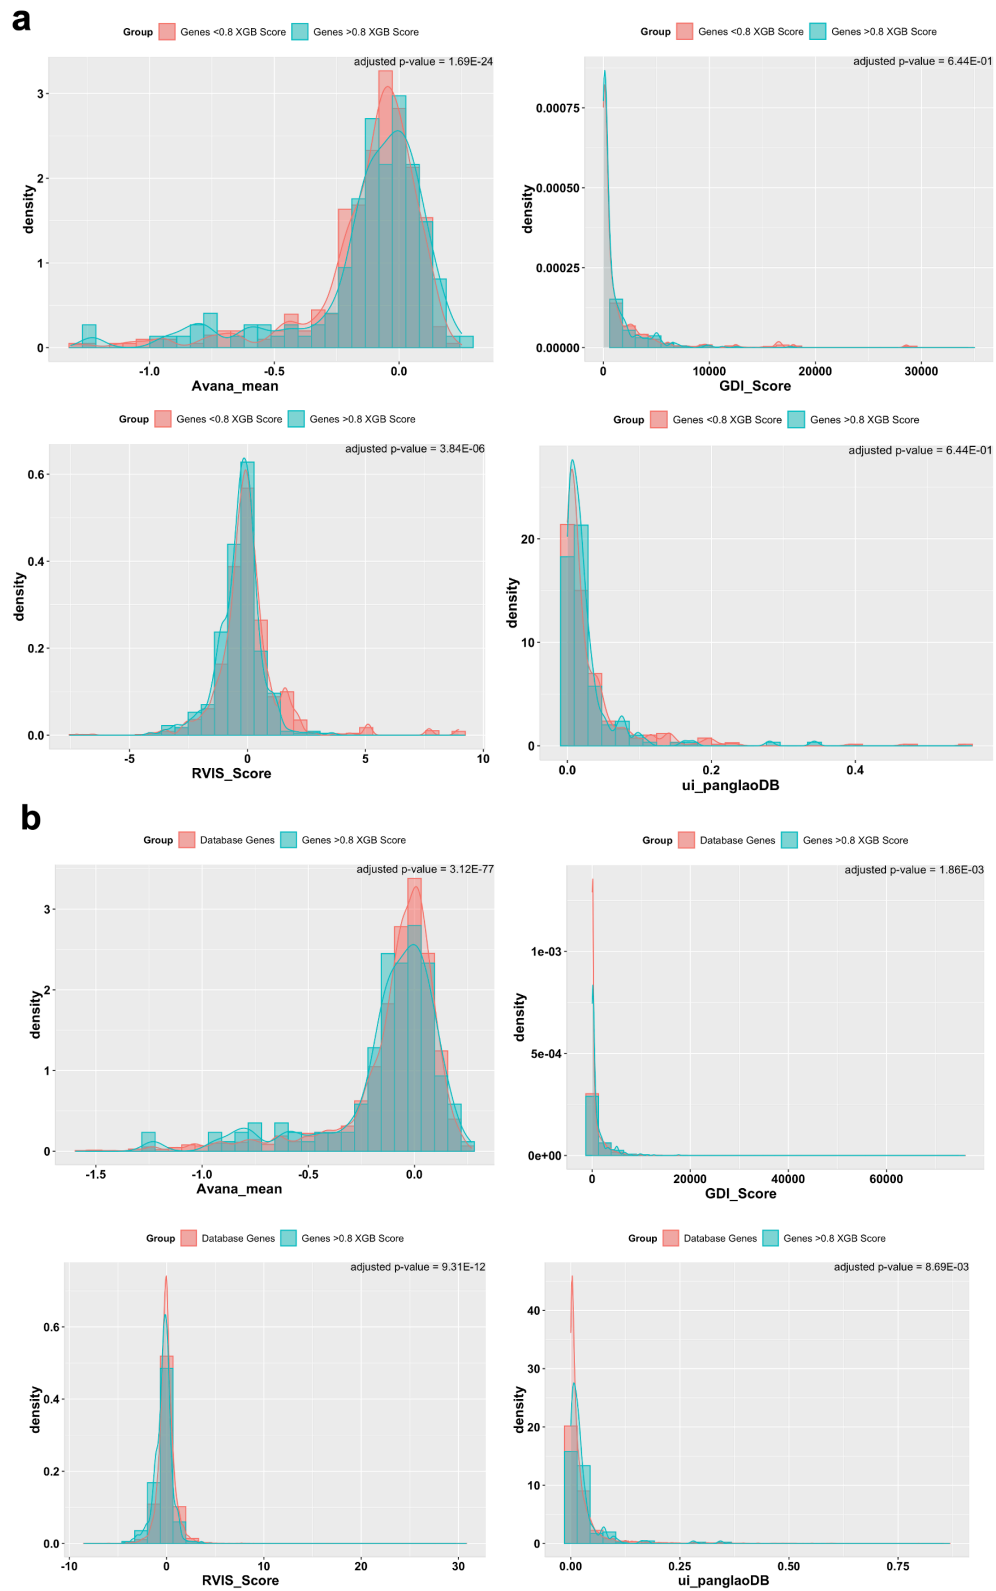 a
Group Genes <0.8 XGB Score Genes >0.8 XGB Score
adjusted p-value = 1.69E-24
density
3
2
1
0
-1.0 -0.5 0.0
Avana_mean
Group Genes <0.8 XGB Score Genes >0.8 XGB Score
adjusted p-value = 6.44E-01
density
0.00075
0.00050
0.00025
0.00000
0 10000 20000 30000
GDI_Score
Group Genes <0.8 XGB Score Genes >0.8 XGB Score
adjusted p-value = 3.84E-06
density
0.6
0.4
0.2
0.0
-5 0 5 10
RVIS_Score
Group Genes <0.8 XGB Score Genes >0.8 XGB Score
adjusted p-value = 6.44E-01
density
20
10
0
0.0 0.2 0.4
ui_panglaoDB
b
Group Database Genes Genes >0.8 XGB Score
adjusted p-value = 3.12E-77
density
3
2
1
0
-1.5 -1.0 -0.5 0.0
Avana_mean
Group Database Genes Genes >0.8 XGB Score
adjusted p-value = 1.86E-03
density
1e-03
5e-04
0e+00
0 20000 40000 60000
GDI_Score
Group Database Genes Genes >0.8 XGB Score
adjusted p-value = 9.31E-12
density
0.6
0.4
0.2
0.0
-10 0 10 20 30
RVIS_Score
Group Database Genes Genes >0.8 XGB Score
adjusted p-value = 8.69E-03
density
40
30
20
10
0
0.00 0.25 0.50 0.75
ui_panglaoDB